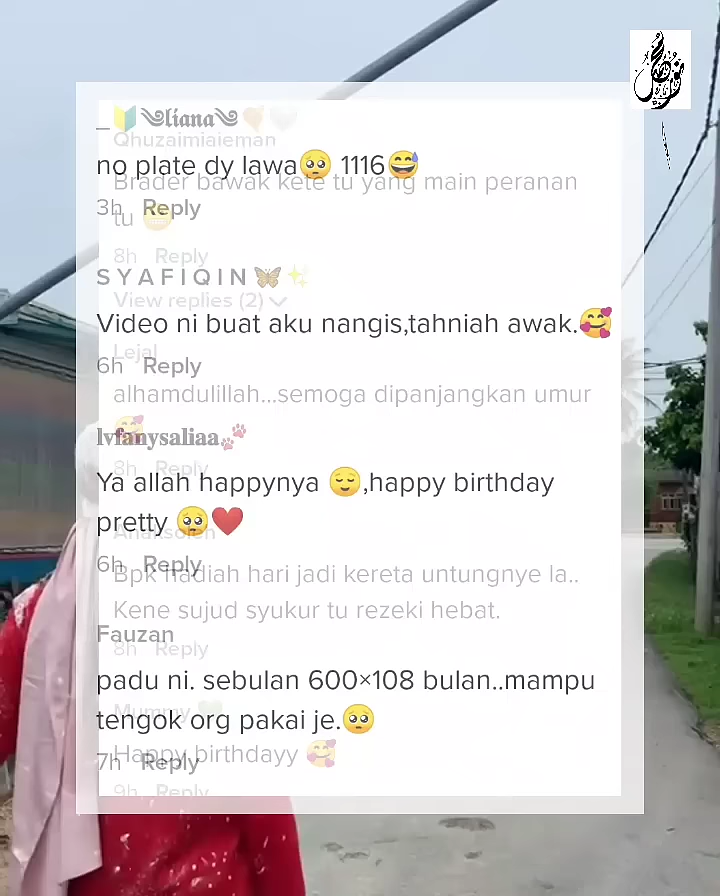 _🔰༄liana༄🍂🤍
no plate dy lawa🥺 1116😅
3h Reply
S Y A F I Q I N 🦋✨
Video ni buat aku nangis,tahniah awak.🥰
6h Reply
lvfanysaliaa🐾
Ya allah happynya 😌,happy birthday
pretty 🥺❤️
6h Reply
Fauzan
padu ni. sebulan 600×108 bulan..mampu
tengok org pakai je.🥺
7h Reply
Qhuzaimiaieman
Brader bawak kete tu yang main peranan
tu
8h Reply
View replies (2)
Lejal
alhamdulillah...semoga dipanjangkan umur
🥰
8h Reply
Bpk hadiah hari jadi kereta untungnye la..
Kene sujud syukur tu rezeki hebat.
8h Reply
Mummy 💚
Happy birthdayy 🥰
9h Reply